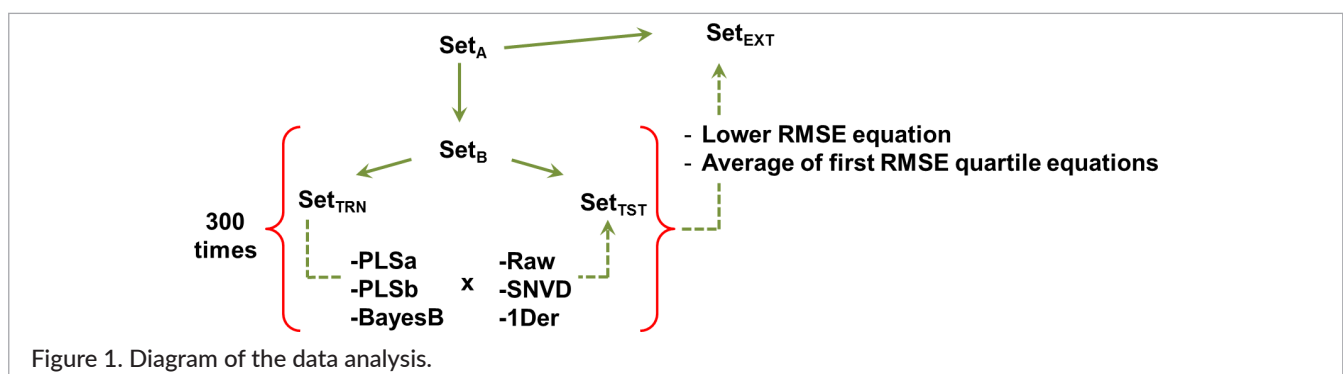 Set_A
Set_EXT
- Lower RMSE equation
- Average of first RMSE quartile equations
Set_B
Set_TRN
Set_TST
300
times
-PLSa
-PLSb
-BayesB
x
-Raw
-SNVD
-1Der
Figure 1. Diagram of the data analysis.